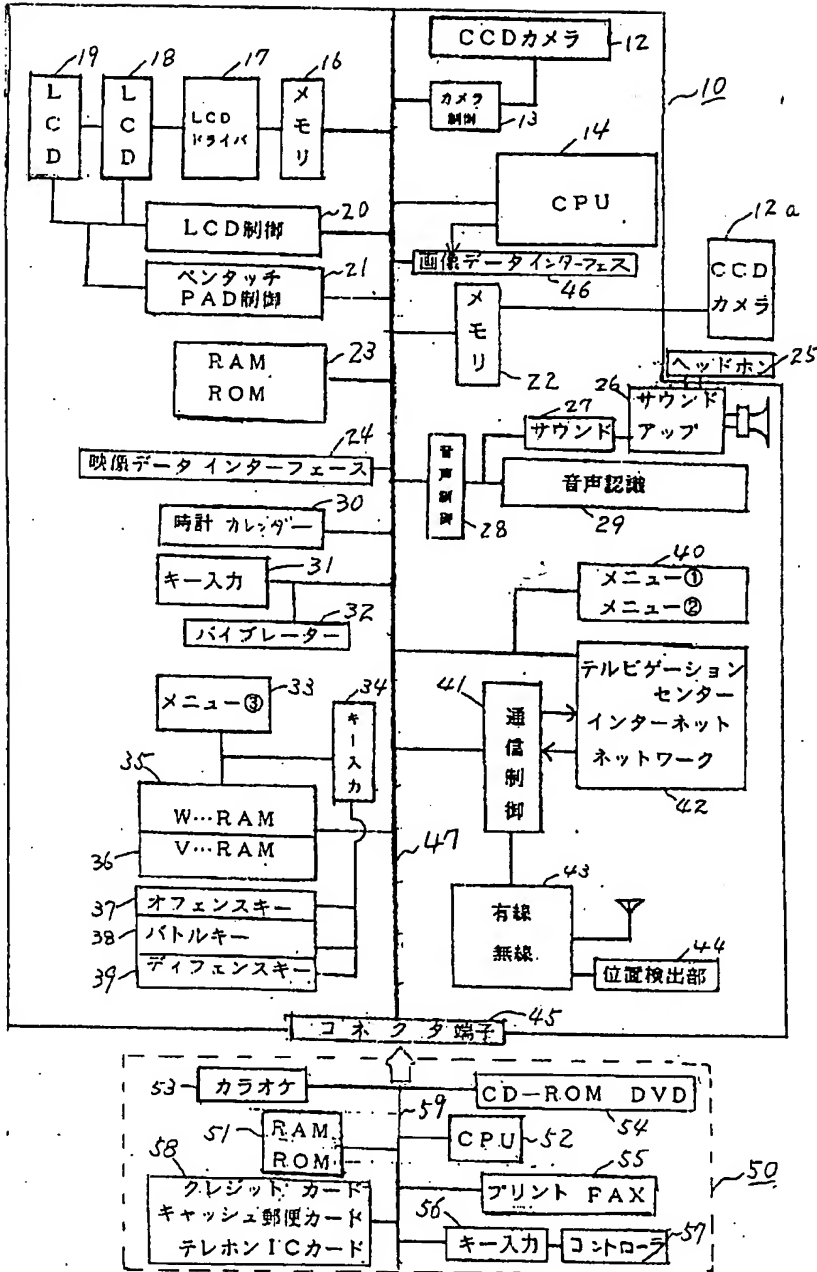 CCDカメラ
12
カメラ
制御
13
10
14
CPU
12a
CCD
カメラ
画像データインターフェス
46
メモリ
22
ヘッドホン
25
26
サウンド
アップ
27
サウンド
音声制御
28
音声認識
29
40
メニュー①
メニュー②
テルビゲーション
センター
インターネット
ネットワーク
42
41
通信制御
43
有線
無線
44
位置検出部
19
LCD
18
LCD
17
LCD
ドライバ
16
メモリ
20
LCD制御
21
ペンタッチ
PAD制御
23
RAM
ROM
24
映像データインターフェース
30
時計 カレンダー
31
キー入力
32
バイブレーター
33
メニュー③
34
キー入力
35
W…RAM
36
V…RAM
37
オフェンスキー
38
バトルキー
39
ディフェンスキー
47
45
コネクタ端子
53
カラオケ
59
CD-ROM DVD
54
51
RAM
ROM
CPU
52
58
クレジット カード
キャッシュ郵便カード
テレホンICカード
55
プリント FAX
50
56
キー入力
コントローラ
57